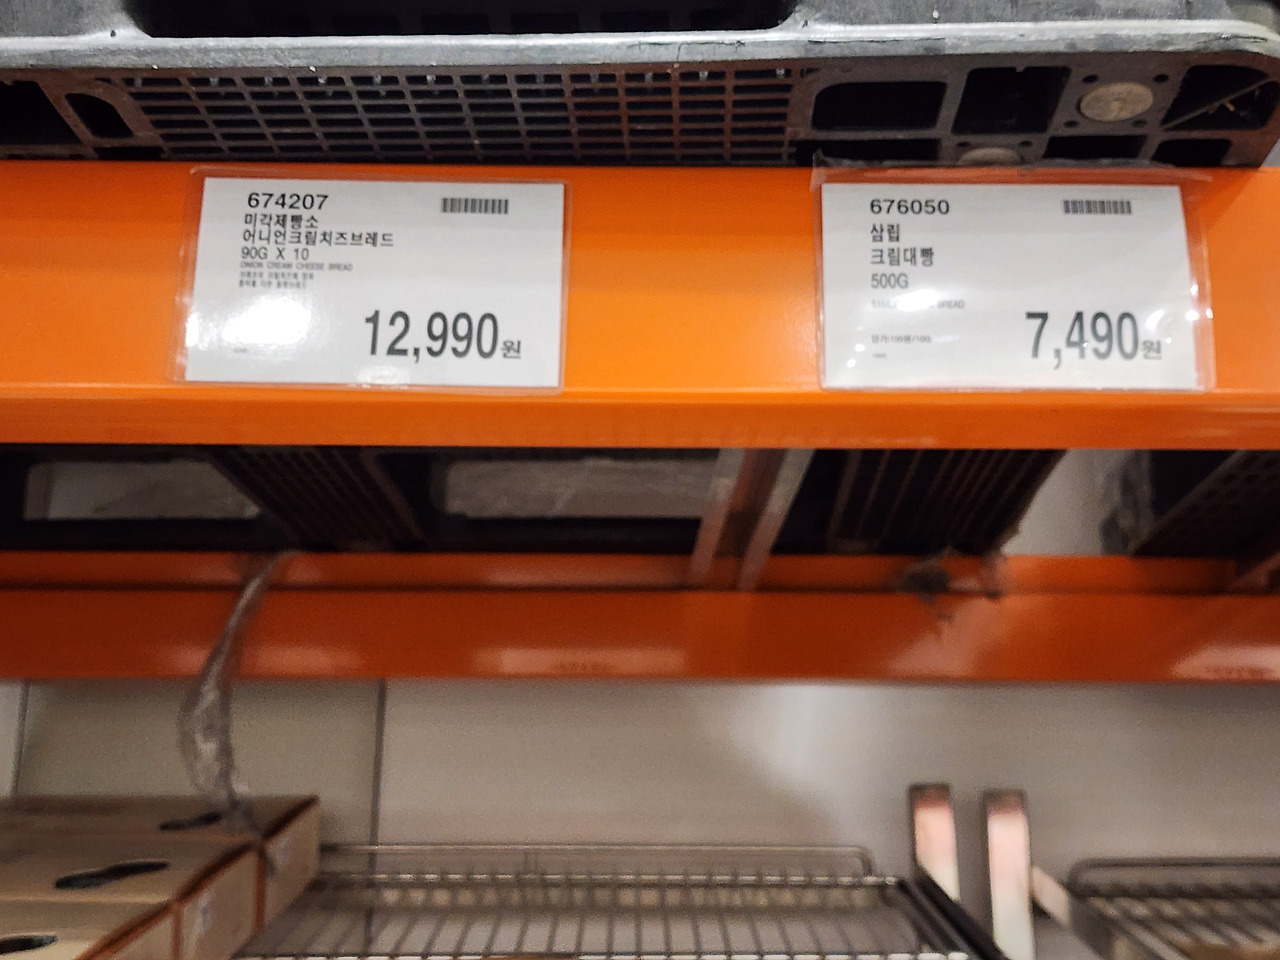 674207
미각제빵소
어니언크림치즈브레드
90G X 10
ONION CREAM CHEESE BREAD
12,990원
676050
삼립
크림대빵
500G
BREAD
7,490원